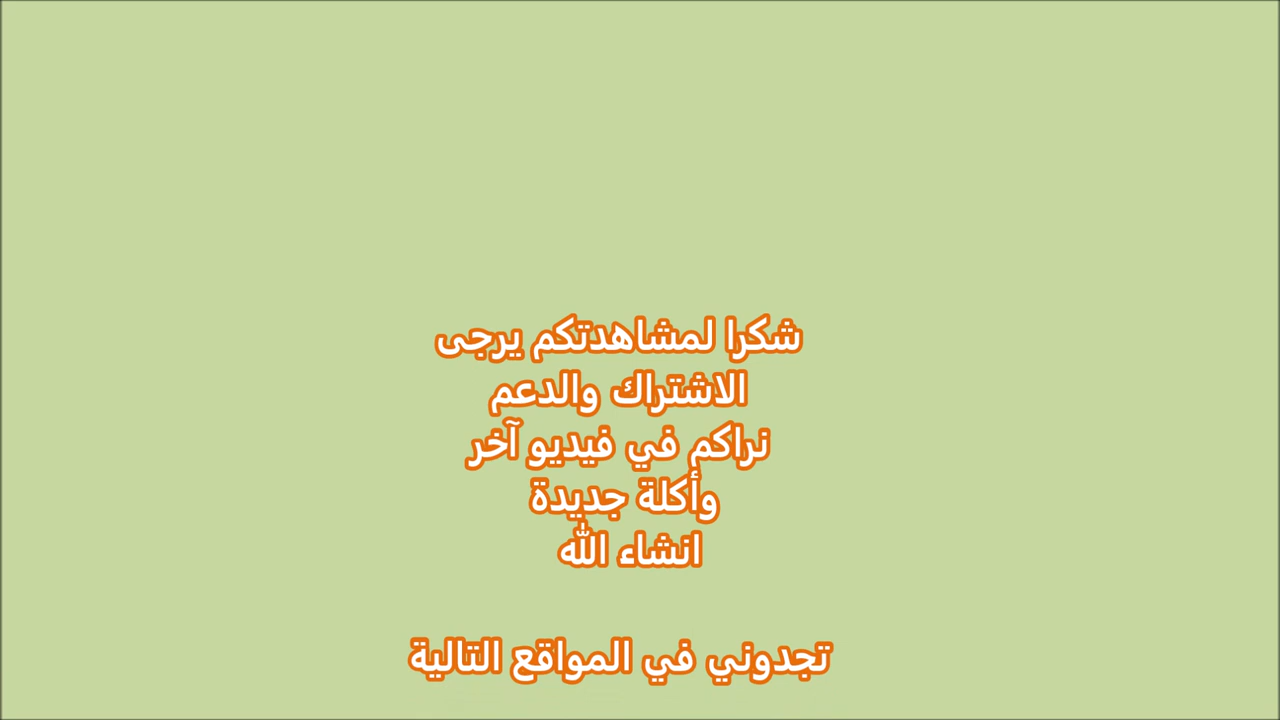 شكرا لمشاهدتكم يرجى
الاشتراك والدعم
نراكم في فيديو آخر
وأكلة جديدة
انشاء الله
تجدوني في المواقع التالية